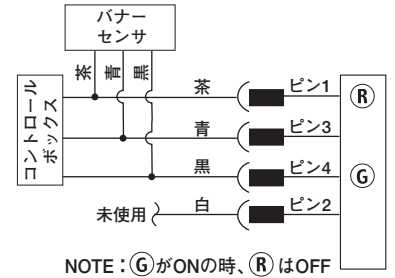 バナー
センサ
茶
青
黒
コントロール
ボックス
茶
ピン1
R
青
ピン3
黒
ピン4
G
未使用
白
ピン2
NOTE：GがONの時、R はOFF